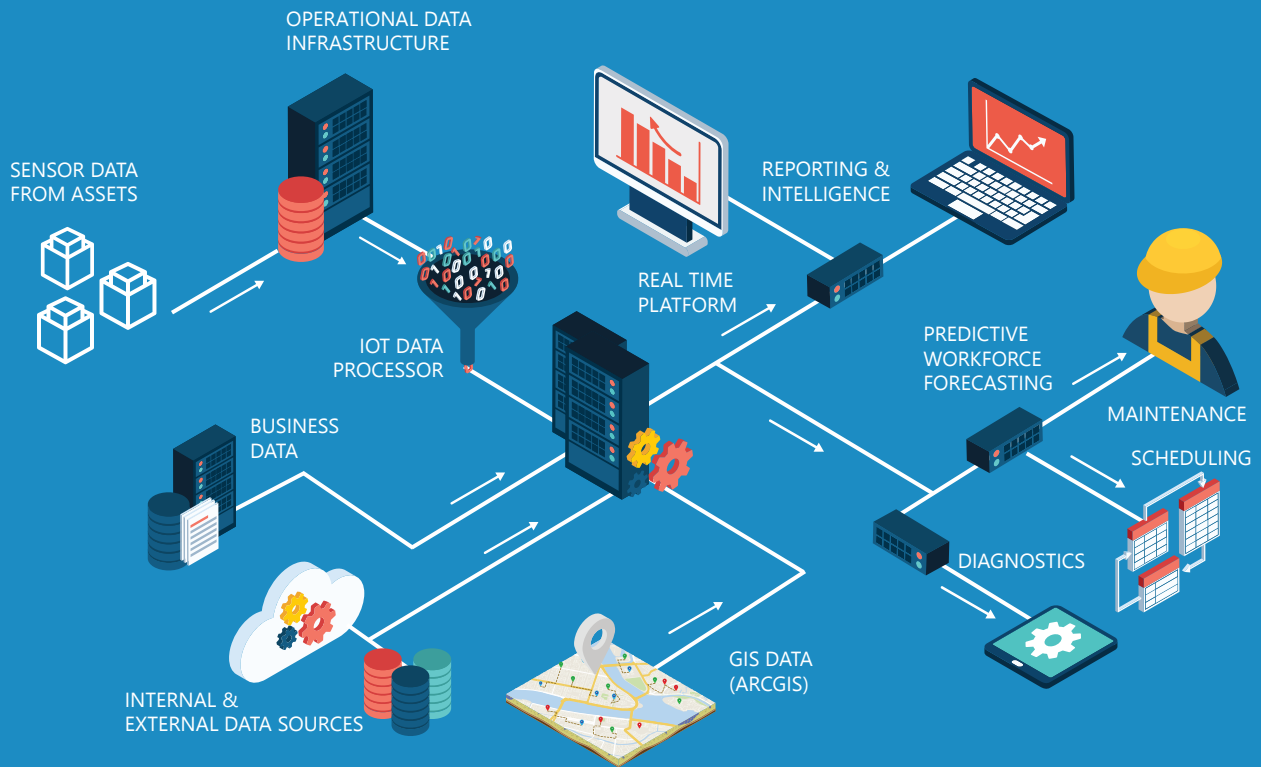 OPERATIONAL DATA
INFRASTRUCTURE
SENSOR DATA
FROM ASSETS
REPORTING &
INTELLIGENCE
REAL TIME
PLATFORM
IOT DATA
PROCESSOR
PREDICTIVE
WORKFORCE
FORECASTING
MAINTENANCE
BUSINESS
DATA
SCHEDULING
DIAGNOSTICS
GIS DATA
(ARCGIS)
INTERNAL &
EXTERNAL DATA SOURCES